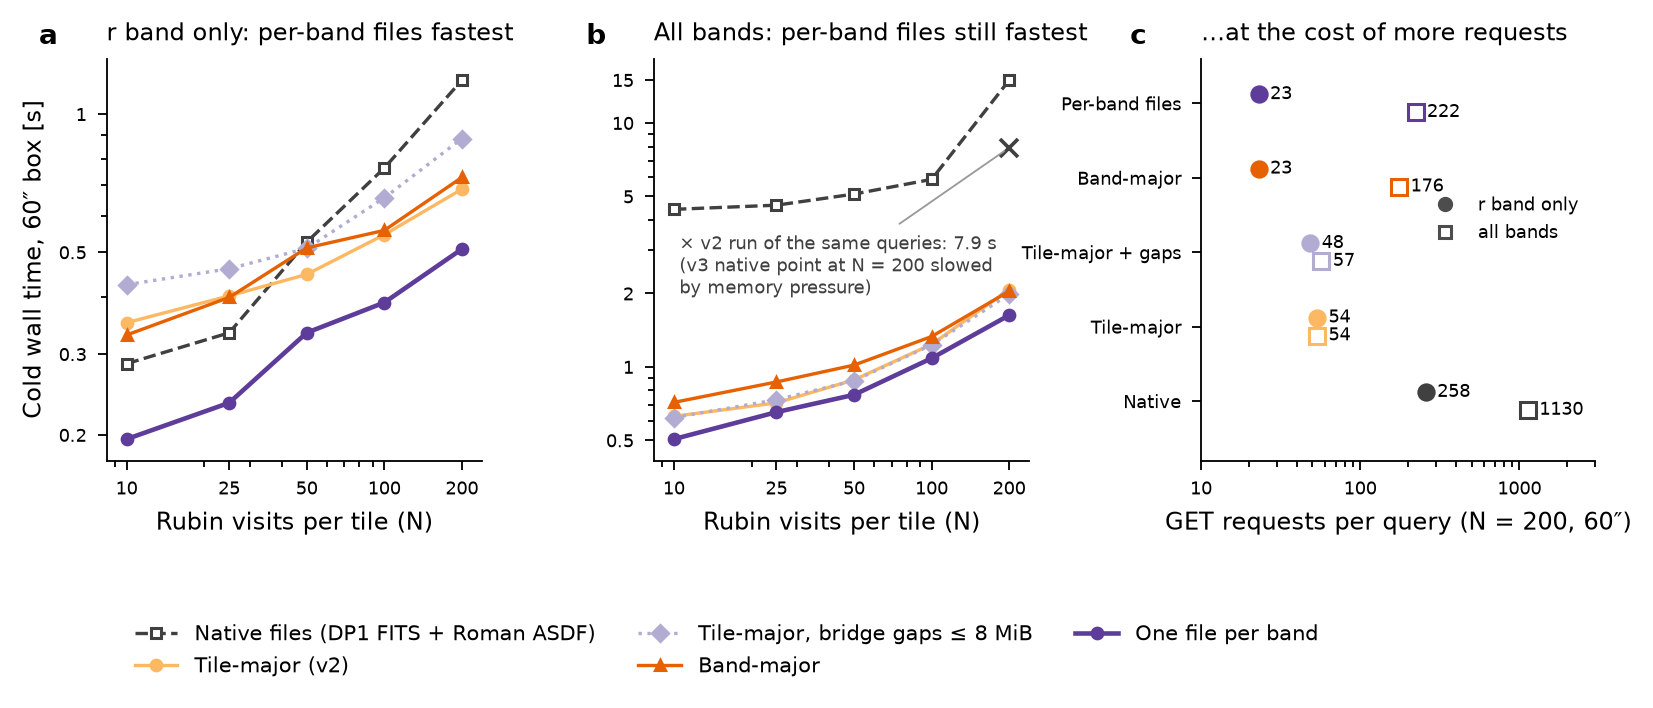 a
r band only: per-band files fastest
Cold wall time, 60″ box [s]
1
0.5
0.3
0.2
10 25 50 100 200
Rubin visits per tile (N)
b
All bands: per-band files still fastest
15
10
5
2
1
0.5
× v2 run of the same queries: 7.9 s
(v3 native point at N = 200 slowed
by memory pressure)
10 25 50 100 200
Rubin visits per tile (N)
c
...at the cost of more requests
Per-band files 23 222
Band-major 23 176
r band only
all bands
Tile-major + gaps 48 57
Tile-major 54 54
Native 258 1130
10 100 1000
GET requests per query (N = 200, 60″)
Native files (DP1 FITS + Roman ASDF)
Tile-major (v2)
Tile-major, bridge gaps ≤ 8 MiB
Band-major
One file per band